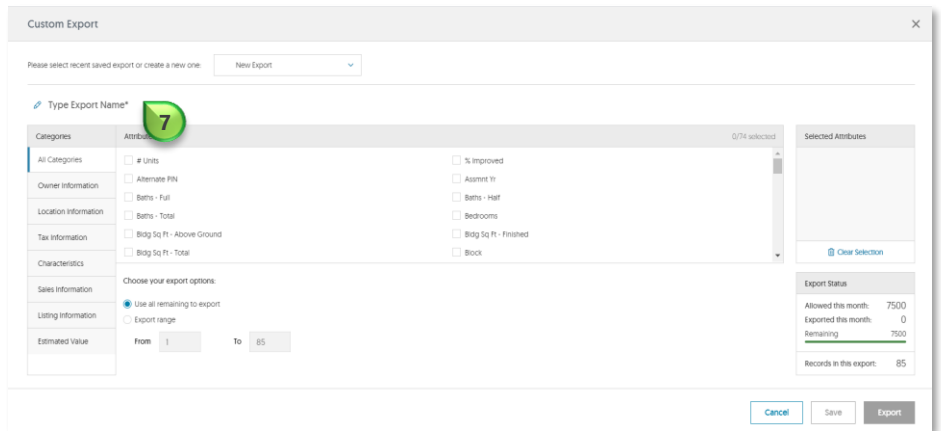 Custom Export
Please select recent saved export or create a new one: New Export
Type Export Name*
7
Categories
All Categories
Owner Information
Location Information
Tax Information
Characteristics
Sales Information
Listing Information
Estimated Value
0/74 selected
# Units % Improved
Alternate PIN Assmnt Yr
Baths - Full Baths - Half
Baths - Total Bedrooms
Bldg Sq Ft - Above Ground Bldg Sq Ft - Finished
Bldg Sq Ft - Total Block
Choose your export options:
Use all remaining to export
Export range
From 1 To 85
Selected Attributes
Clear Selection
Export Status
Allowed this month: 7500
Exported this month: 0
Remaining 7500
Records in this export: 85
Cancel Save Export